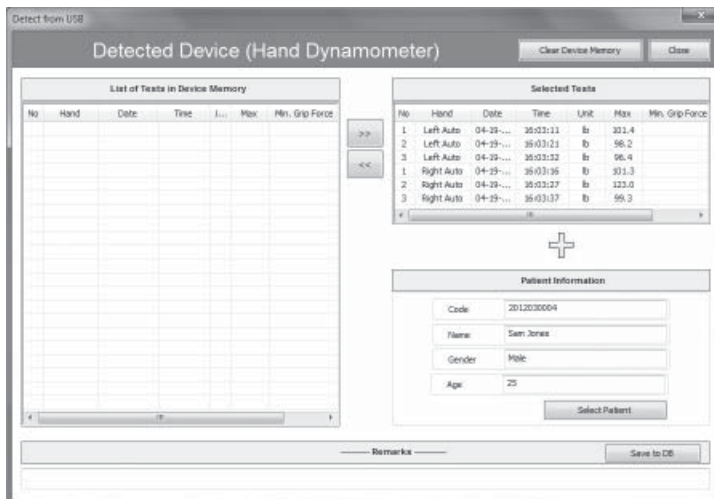 Detect from USB
Detected Device (Hand Dynamometer)
Clear Device Memory
Close
List of Tests in Device Memory
No Hand Date Time Max Min. Grip Force
>>
<<
Selected Tests
No Hand Date Time Unit Max Min. Grip Force
1 Left Auto 04-19-... 16:03:11 lb 101.4
2 Left Auto 04-19-... 16:03:21 lb 98.2
3 Left Auto 04-19-... 16:03:32 lb 96.4
1 Right Auto 04-19-... 16:03:16 lb 101.3
2 Right Auto 04-19-... 16:03:27 lb 123.0
3 Right Auto 04-19-... 16:03:37 lb 99.3
Patient Information
Code 2012030004
Name Sam Jones
Gender Male
Age 25
Select Patient
Remarks
Save to DB